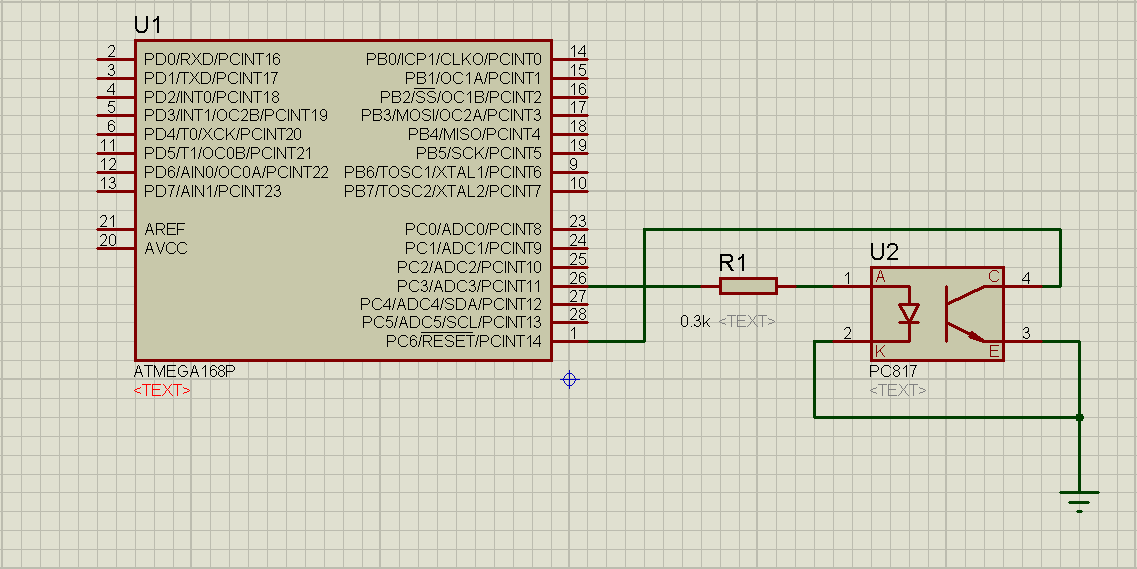 U1
2 PD0/RXD/PCINT16 PB0/ICP1/CLKO/PCINT0 14
3 PD1/TXD/PCINT17 PB1/OC1A/PCINT1 15
4 PD2/INT0/PCINT18 PB2/SS/OC1B/PCINT2 16
5 PD3/INT1/OC2B/PCINT19 PB3/MOSI/OC2A/PCINT3 17
6 PD4/T0/XCK/PCINT20 PB4/MISO/PCINT4 18
11 PD5/T1/OC0B/PCINT21 PB5/SCK/PCINT5 19
12 PD6/AIN0/OC0A/PCINT22 PB6/TOSC1/XTAL1/PCINT6 9
13 PD7/AIN1/PCINT23 PB7/TOSC2/XTAL2/PCINT7 10
21 AREF PC0/ADC0/PCINT8 23
20 AVCC PC1/ADC1/PCINT9 24
PC2/ADC2/PCINT10 25
PC3/ADC3/PCINT11 26
PC4/ADC4/SDA/PCINT12 27
PC5/ADC5/SCL/PCINT13 28
PC6/RESET/PCINT14 1
ATMEGA168P
<TEXT>
R1
0.3k <TEXT>
U2
1 A C 4
2 K E 3
PC817
<TEXT>